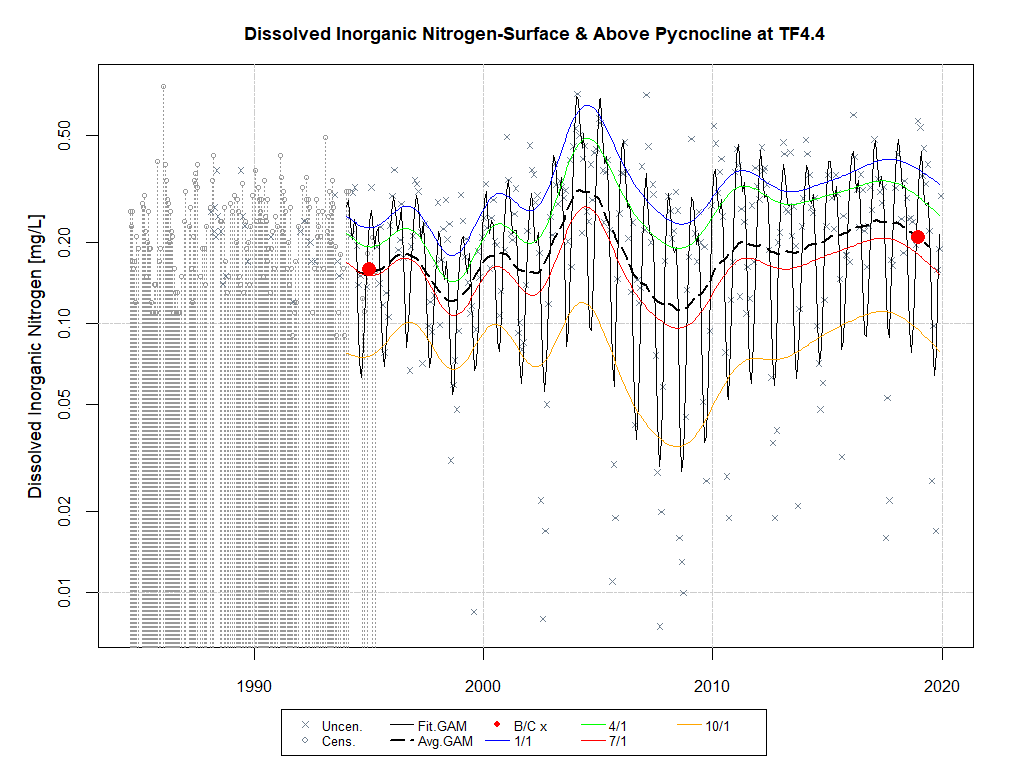 Dissolved Inorganic Nitrogen-Surface & Above Pycnocline at TF4.4
Dissolved Inorganic Nitrogen [mg/L]
0.50
0.20
0.10
0.05
0.02
0.01
1990 2000 2010 2020
Uncen. Fit.GAM B/C x 4/1 10/1
Cens. Avg.GAM 1/1 7/1